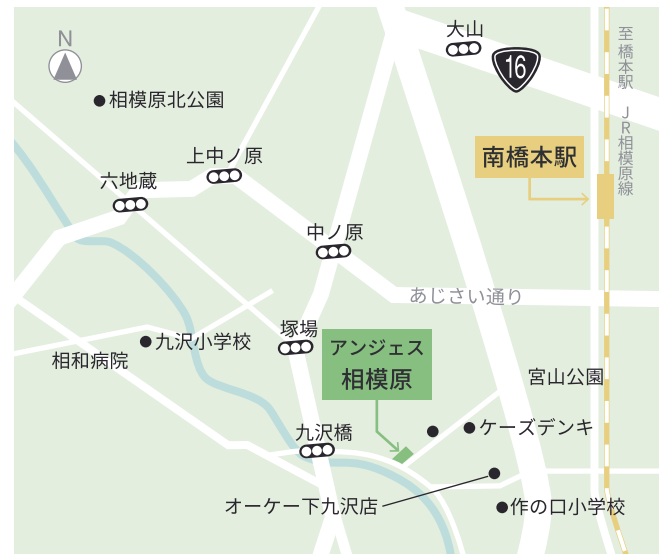 N
大山
16
至 橋本駅 JR相模原線
相模原北公園
上中ノ原
南橋本駅
六地蔵
中ノ原
あじさい通り
塚場
九沢小学校
アンジェス
相模原
相和病院
宮山公園
九沢橋
ケーズデンキ
オーケー下九沢店
作の口小学校